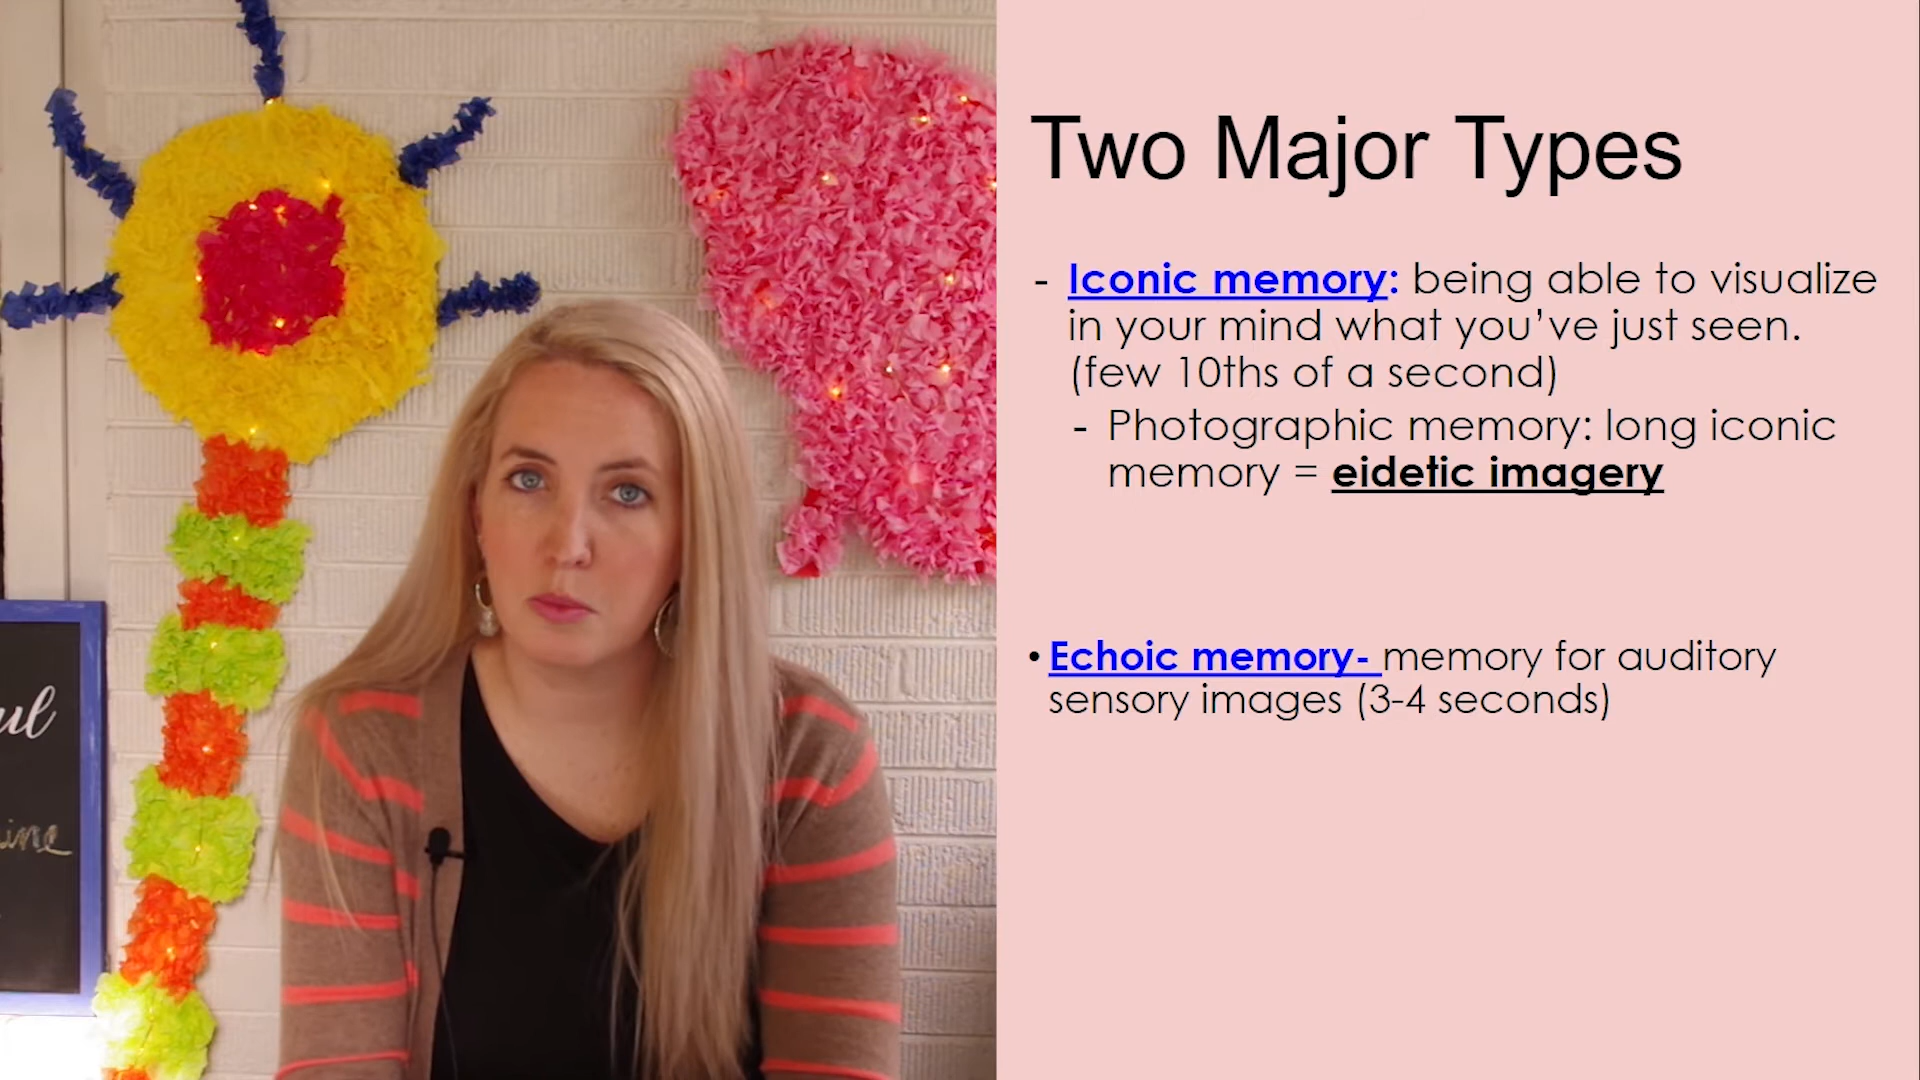 Two Major Types
- Iconic memory: being able to visualize
in your mind what you've just seen.
(few 10ths of a second)
- Photographic memory: long iconic
memory = eidetic imagery
• Echoic memory- memory for auditory
sensory images (3-4 seconds)
ul
ine